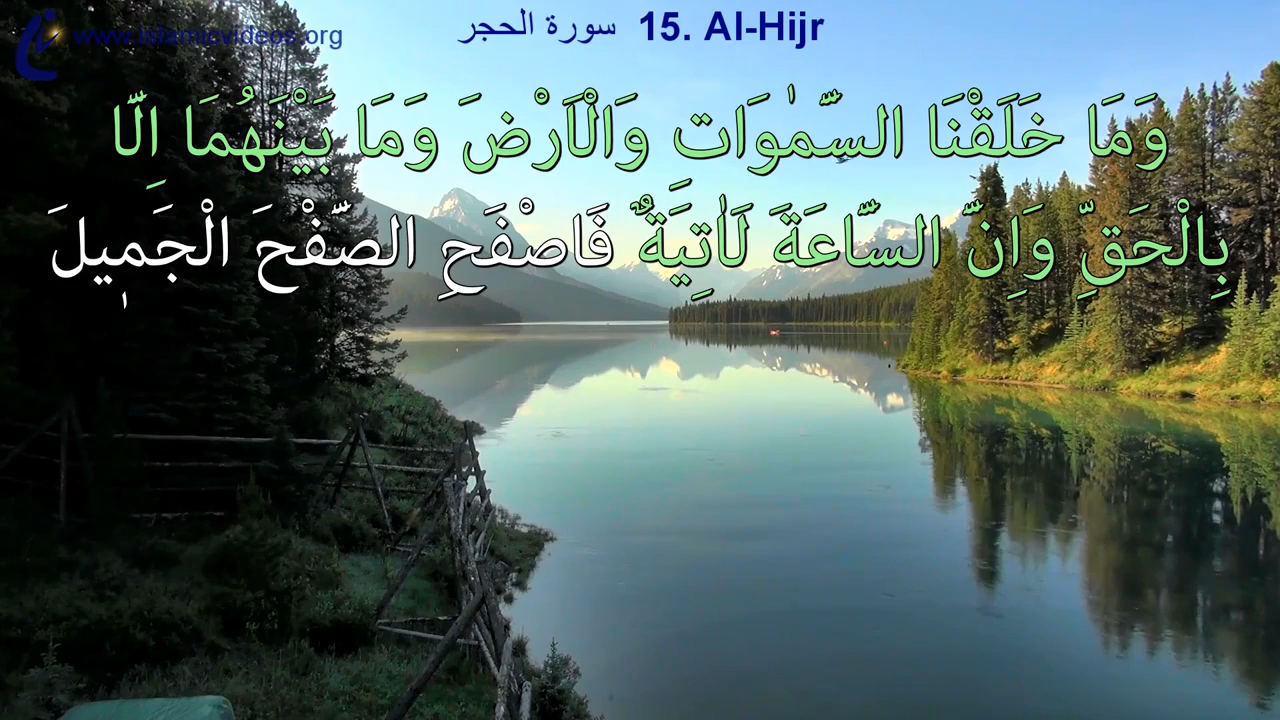 www.islamicvideos.org
سورة الحجر 15. Al-Hijr
وَمَا خَلَقْنَا السَّمٰوَاتِ وَالْاَرْضَ وَمَا بَيْنَهُمَا اِلَّا
بِالْحَقِّ وَاِنَّ السَّاعَةَ لَاٰتِيَةٌ فَاصْفَحِ الصَّفْحَ الْجَمٖيلَ